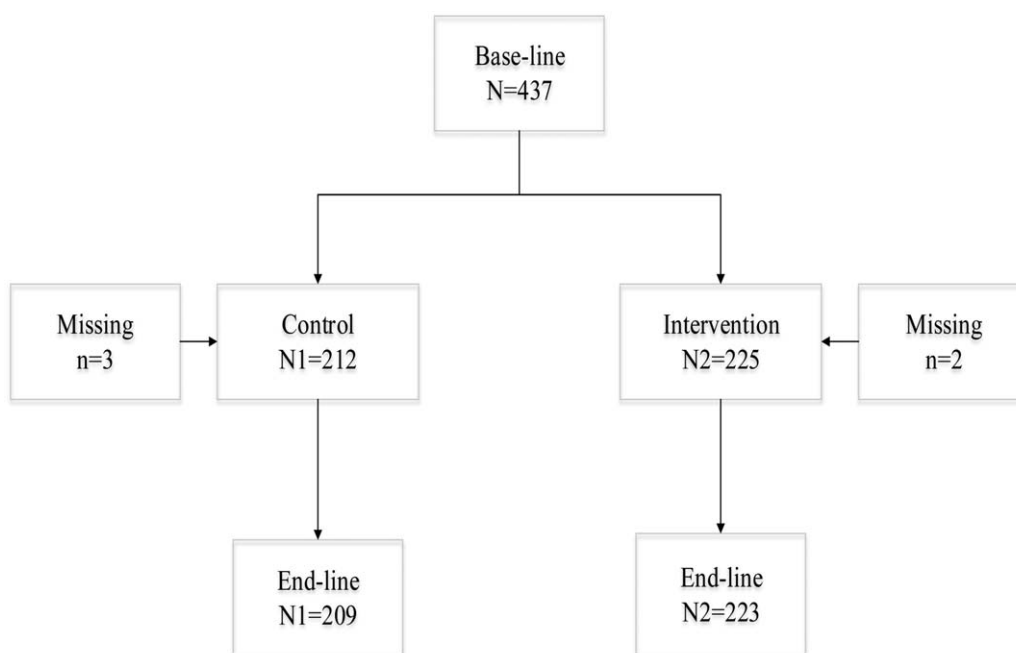 Base-line
N=437
Missing
n=3
Control
N1=212
Intervention
N2=225
Missing
n=2
End-line
N1=209
End-line
N2=223